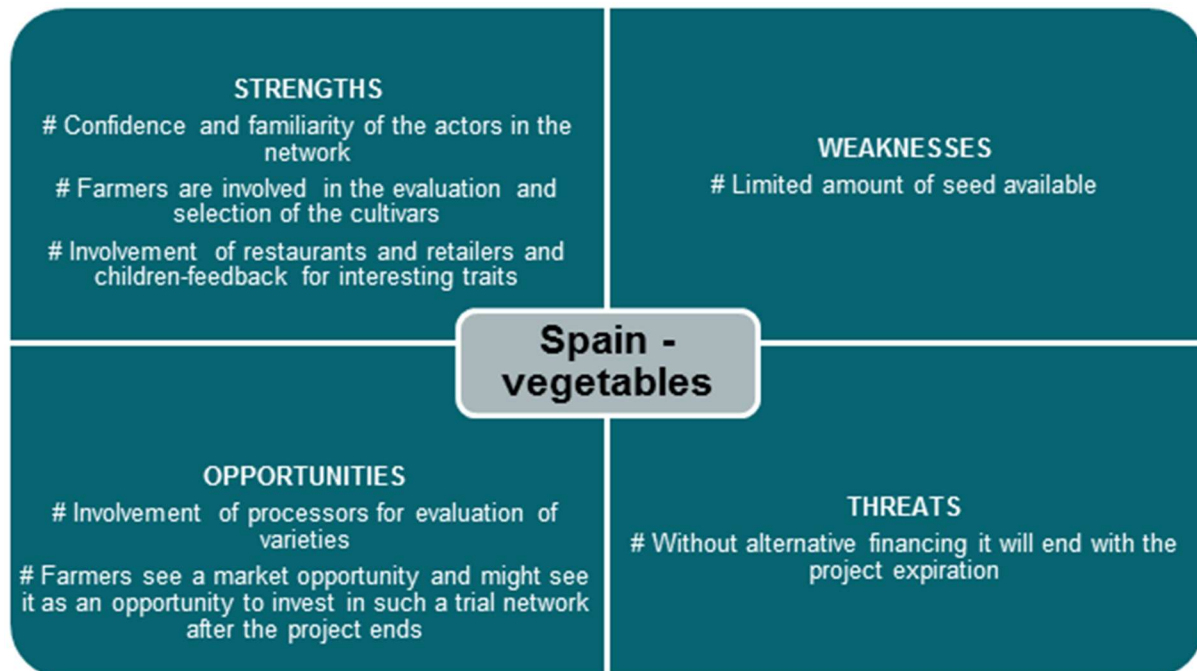 STRENGTHS
# Confidence and familiarity of the actors in the
network
# Farmers are involved in the evaluation and
selection of the cultivars
# Involvement of restaurants and retailers and
children-feedback for interesting traits
WEAKNESSES
# Limited amount of seed available
Spain -
vegetables
OPPORTUNITIES
# Involvement of processors for evaluation of
varieties
# Farmers see a market opportunity and might see
it as an opportunity to invest in such a trial network
after the project ends
THREATS
# Without alternative financing it will end with the
project expiration